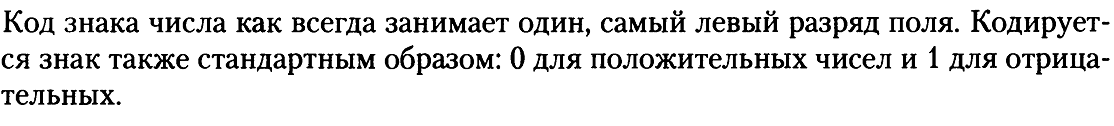 Код знака числа как всегда занимает один, самый левый разряд поля. Кодирует-
ся знак также стандартным образом: 0 для положительных чисел и 1 для отрица-
тельных.